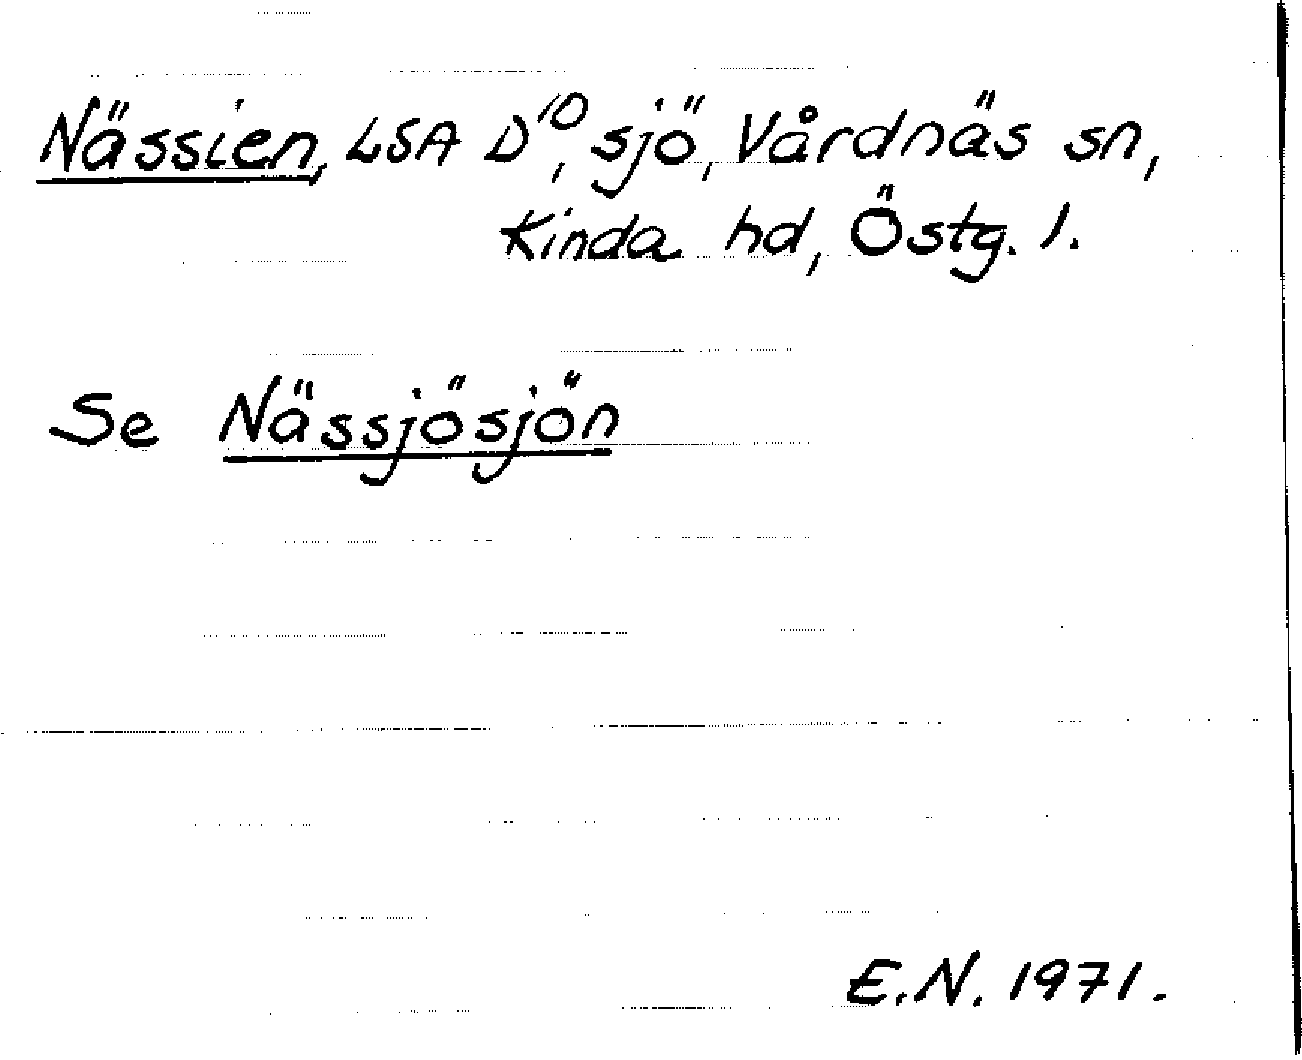 Nässien, LSA D¹⁰, sjö, Vårdnäs sn,
Kinda hd, Östg. l.
Se Nässjösjön
E.N. 1971.